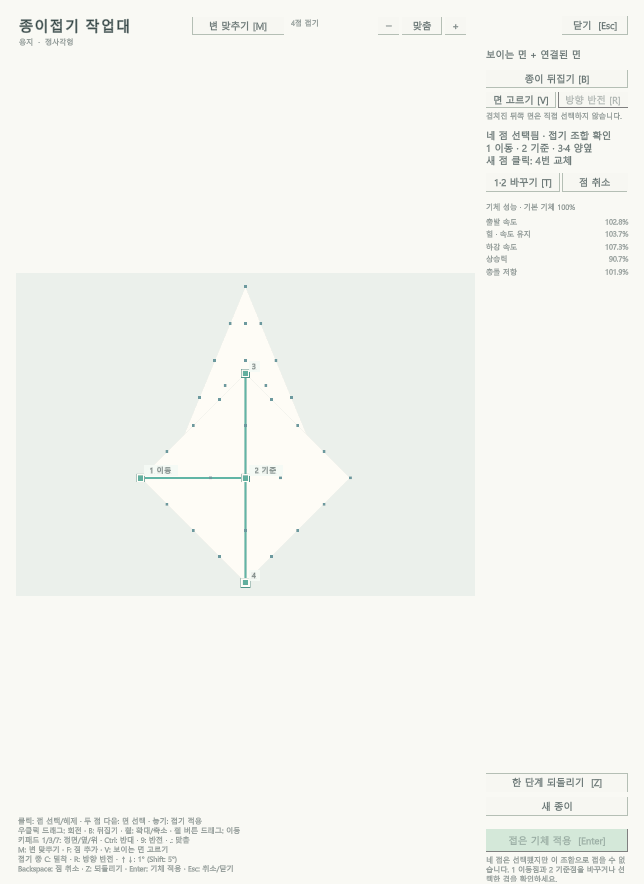 종이접기 작업대
용지 · 정사각형
변 맞추기 [M]
4점 접기
−
맞춤
+
닫기 [Esc]
보이는 면 + 연결된 면
종이 뒤집기 [B]
면 고르기 [V]
방향 반전 [R]
겹쳐진 뒤쪽 면은 직접 선택하지 않습니다.
네 점 선택됨 · 접기 조합 확인
1 이동 · 2 기준 · 3·4 양옆
새 점 클릭: 4번 교체
1·2 바꾸기 [T]
점 취소
기체 성능 · 기본 기체 100%
출발 속도 102.8%
힘 · 속도 유지 103.7%
하강 속도 107.3%
상승력 90.7%
충돌 저항 101.9%
3
1 이동
2 기준
4
한 단계 되돌리기 [Z]
새 종이
접은 기체 적용 [Enter]
네 점은 선택했지만 이 조합으로 접을 수 없
습니다. 1 이동점과 2 기준점을 바꾸거나 선
택한 점을 확인하세요.
클릭: 점 선택/해제 · 두 점 다음: 면 선택 · 놓기: 접기 적용
우클릭 드래그: 회전 · B: 뒤집기 · 휠: 확대/축소 · 휠 버튼 드래그: 이동
키패드 1/3/7: 정면/옆/위 · Ctrl: 반대 · 9: 반전 · .: 맞춤
M: 변 맞추기 · F: 점 추가 · V: 보이는 면 고르기
접기 중 C: 밀착 · R: 방향 반전 · ↑ ↓: 1° (Shift: 5°)
Backspace: 점 취소 · Z: 되돌리기 · Enter: 기체 적용 · Esc: 취소/닫기